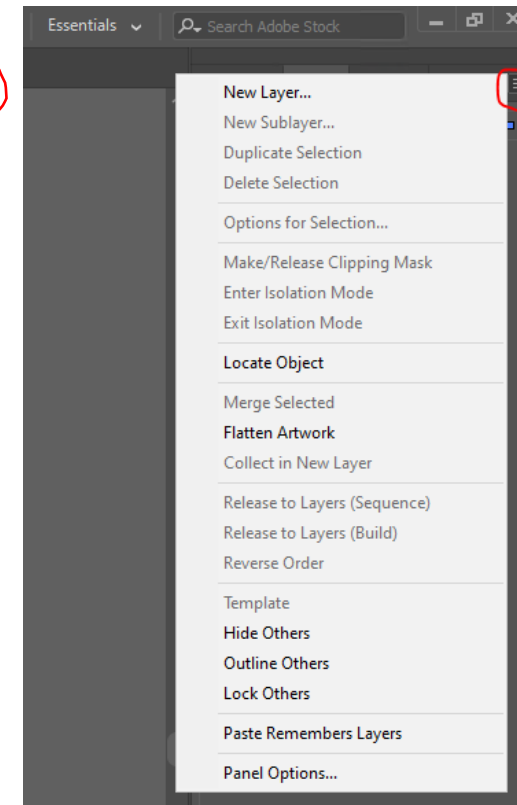 Essentials
Search Adobe Stock
New Layer...
New Sublayer...
Duplicate Selection
Delete Selection
Options for Selection...
Make/Release Clipping Mask
Enter Isolation Mode
Exit Isolation Mode
Locate Object
Merge Selected
Flatten Artwork
Collect in New Layer
Release to Layers (Sequence)
Release to Layers (Build)
Reverse Order
Template
Hide Others
Outline Others
Lock Others
Paste Remembers Layers
Panel Options...